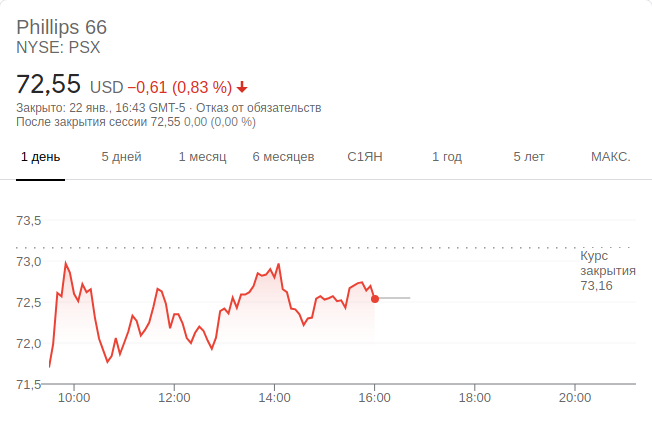 Phillips 66
NYSE: PSX
72,55 USD −0,61 (0,83 %)
Закрыто: 22 янв., 16:43 GMT-5 · Отказ от обязательств
После закрытия сессии 72,55 0,00 (0,00 %)
1 день 5 дней 1 месяц 6 месяцев С1ЯН 1 год 5 лет МАКС.
73,5
73,0
72,5
72,0
71,5
Курс
закрытия
73,16
10:00 12:00 14:00 16:00 18:00 20:00